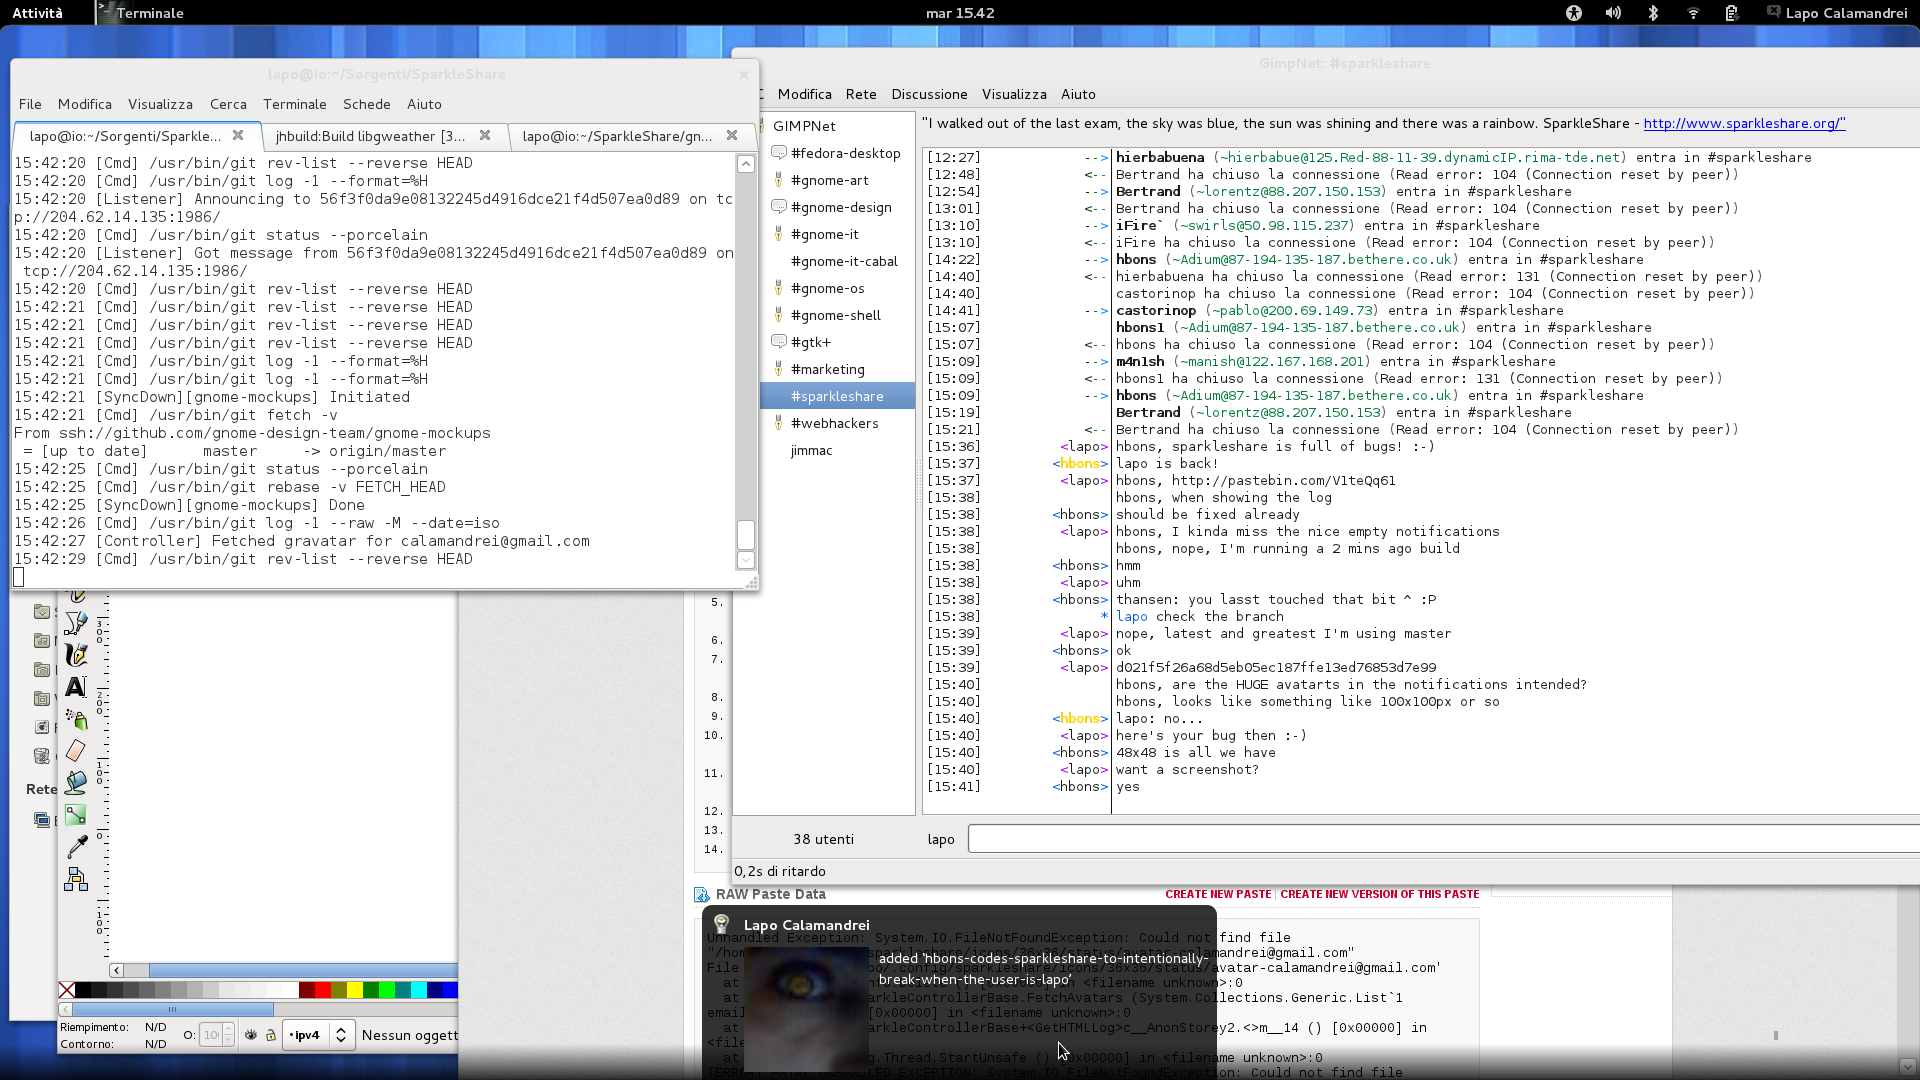 Attività
Terminale
mar 15.42
Lapo Calamandrei
lapo@io:~/Sorgenti/SparkleShare
File Modifica Visualizza Cerca Terminale Schede Aiuto
lapo@io:~/Sorgenti/Sparkle...
jhbuild:Build libgweather [3...
lapo@io:~/SparkleShare/gn...
15:42:20 [Cmd] /usr/bin/git rev-list --reverse HEAD
15:42:20 [Cmd] /usr/bin/git log -1 --format=%H
15:42:20 [Listener] Announcing to 56f3f0da9e08132245d4916dce21f4d507ea0d89 on tc
p://204.62.14.135:1986/
15:42:20 [Cmd] /usr/bin/git status --porcelain
15:42:20 [Listener] Got message from 56f3f0da9e08132245d4916dce21f4d507ea0d89 on
tcp://204.62.14.135:1986/
15:42:20 [Cmd] /usr/bin/git rev-list --reverse HEAD
15:42:21 [Cmd] /usr/bin/git rev-list --reverse HEAD
15:42:21 [Cmd] /usr/bin/git rev-list --reverse HEAD
15:42:21 [Cmd] /usr/bin/git rev-list --reverse HEAD
15:42:21 [Cmd] /usr/bin/git log -1 --format=%H
15:42:21 [Cmd] /usr/bin/git log -1 --format=%H
15:42:21 [SyncDown][gnome-mockups] Initiated
15:42:21 [Cmd] /usr/bin/git fetch -v
From ssh://github.com/gnome-design-team/gnome-mockups
= [up to date]      master     -> origin/master
15:42:25 [Cmd] /usr/bin/git status --porcelain
15:42:25 [Cmd] /usr/bin/git rebase -v FETCH_HEAD
15:42:25 [SyncDown][gnome-mockups] Done
15:42:26 [Cmd] /usr/bin/git log -1 --raw -M --date=iso
15:42:27 [Controller] Fetched gravatar for calamandrei@gmail.com
15:42:29 [Cmd] /usr/bin/git rev-list --reverse HEAD
GimpNet: #sparkleshare
Modifica Rete Discussione Visualizza Aiuto
GIMPNet
#fedora-desktop
#gnome-art
#gnome-design
#gnome-it
#gnome-it-cabal
#gnome-os
#gnome-shell
#gtk+
#marketing
#sparkleshare
#webhackers
jimmac
"I walked out of the last exam, the sky was blue, the sun was shining and there was a rainbow. SparkleShare - http://www.sparkleshare.org/"
[12:27] --> hierbabuena (~hierbabue@125.Red-88-11-39.dynamicIP.rima-tde.net) entra in #sparkleshare
[12:48] <-- Bertrand ha chiuso la connessione (Read error: 104 (Connection reset by peer))
[12:54] --> Bertrand (~lorentz@88.207.150.153) entra in #sparkleshare
[13:01] <-- Bertrand ha chiuso la connessione (Read error: 104 (Connection reset by peer))
[13:10] --> iFire` (~swirls@50.98.115.237) entra in #sparkleshare
[13:10] <-- iFire ha chiuso la connessione (Read error: 104 (Connection reset by peer))
[14:22] --> hbons (~Adium@87-194-135-187.bethere.co.uk) entra in #sparkleshare
[14:40] <-- hierbabuena ha chiuso la connessione (Read error: 131 (Connection reset by peer))
[14:40] castorinop ha chiuso la connessione (Read error: 104 (Connection reset by peer))
[14:41] --> castorinop (~pablo@200.69.149.73) entra in #sparkleshare
[15:07] hbons1 (~Adium@87-194-135-187.bethere.co.uk) entra in #sparkleshare
[15:07] <-- hbons ha chiuso la connessione (Read error: 104 (Connection reset by peer))
[15:09] --> m4n1sh (~manish@122.167.168.201) entra in #sparkleshare
[15:09] <-- hbons1 ha chiuso la connessione (Read error: 131 (Connection reset by peer))
[15:09] --> hbons (~Adium@87-194-135-187.bethere.co.uk) entra in #sparkleshare
[15:19] Bertrand (~lorentz@88.207.150.153) entra in #sparkleshare
[15:21] <-- Bertrand ha chiuso la connessione (Read error: 104 (Connection reset by peer))
[15:36] <lapo> hbons, sparkleshare is full of bugs! :-)
[15:37] <hbons> lapo is back!
[15:37] <lapo> hbons, http://pastebin.com/V1teQq61
[15:38] hbons, when showing the log
[15:38] <hbons> should be fixed already
[15:38] <lapo> hbons, I kinda miss the nice empty notifications
[15:38] hbons, nope, I'm running a 2 mins ago build
[15:38] <hbons> hmm
[15:38] <lapo> uhm
[15:38] <hbons> thansen: you lasst touched that bit ^ :P
[15:38] * lapo check the branch
[15:39] <lapo> nope, latest and greatest I'm using master
[15:39] <hbons> ok
[15:39] <lapo> d021f5f26a68d5eb05ec187ffe13ed76853d7e99
[15:40] hbons, are the HUGE avatarts in the notifications intended?
[15:40] hbons, looks like something like 100x100px or so
[15:40] <hbons> lapo: no...
[15:40] <lapo> here's your bug then :-)
[15:40] <hbons> 48x48 is all we have
[15:40] <lapo> want a screenshot?
[15:41] <hbons> yes
38 utenti
lapo
0,2s di ritardo
5.
6.
7.
8.
9.
10.
11.
12.
13.
14.
Rete
RAW Paste Data
CREATE NEW PASTE | CREATE NEW VERSION OF THIS PASTE
Lapo Calamandrei
added 'hbons-codes-sparkleshare-to-intentionally-
break-when-the-user-is-lapo'
Unhandled Exception: System.IO.FileNotFoundException: Could not find file
avatar-calamandrei@gmail.com"
File
/avatar-calamandrei@gmail.com'
at
in <filename unknown>:0
at
arkleControllerBase.FetchAvatars (System.Collections.Generic.List`1
email
[0x00000] in <filename unknown>:0
at
arkleControllerBase+<GetHTMLLog>c__AnonStorey2.<>m__14 () [0x00000] in
<file
at
g.Thread.StartUnsafe () [0x00000] in <filename unknown>:0
[ERROR] FATAL UNHANDLED EXCEPTION: System.IO.FileNotFoundException: Could not find file
Riempimento: N/D
Contorno: N/D
O:
•ipv4
Nessun oggett